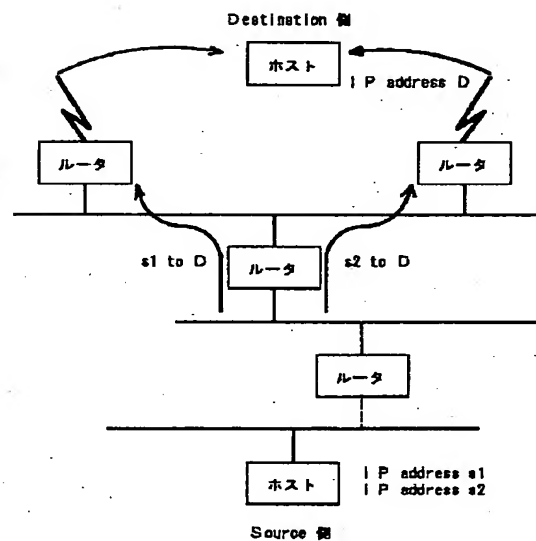 Destination 側
ホスト
IP address D
ルータ
ルータ
s1 to D
ルータ
s2 to D
ルータ
ホスト
IP address s1
IP address s2
Source 側